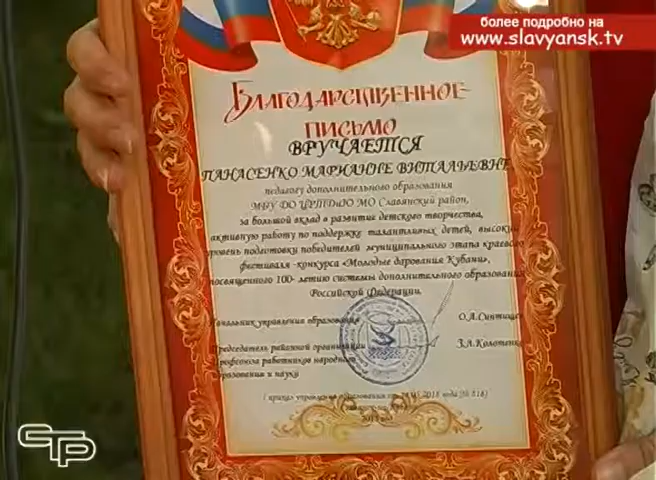 более подробно на
www.slavyansk.tv
Благодарственное
письмо
вручается
Панасенко Марианне Витальевне
педагогу дополнительного образования
МБУ ДО ЦРТДиЮ МО Славянский район,
за большой вклад в развитие детского творчества,
активную работу по поддержке талантливых детей, высокий
уровень подготовки победителей муниципального этапа краевого
фестиваля-конкурса «Молодые дарования Кубани»,
посвященного 100-летию системы дополнительного образования
Российской Федерации
Начальник управления образования
Председатель районной организации З.А.
Профсоюза работников народного
образования и науки
СТР